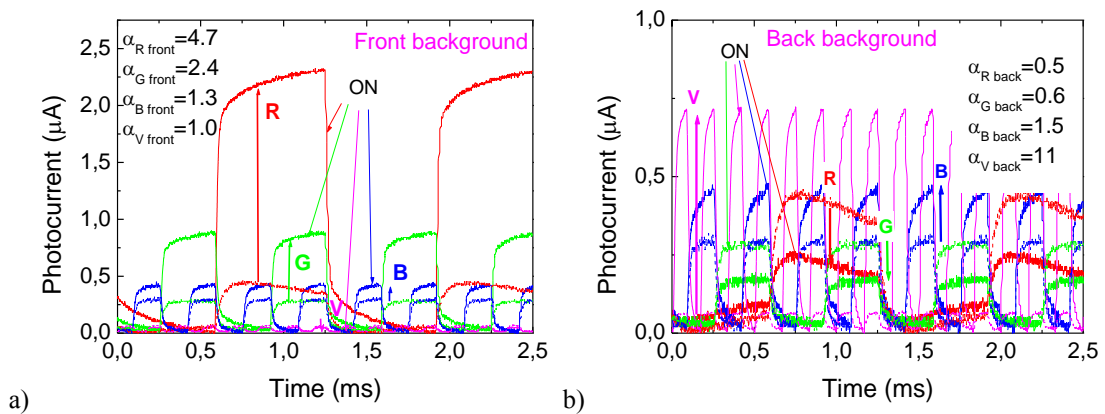 2,5
2,0
1,5
1,0
0,5
0,0
Photocurrent (μA)
α_R front=4.7
α_G front=2.4
α_B front=1.3
α_V front=1.0
Front background
ON
R
G
B
V
0,0 0,5 1,0 1,5 2,0 2,5
Time (ms)
a)
1,0
0,5
0,0
Photocurrent (μA)
ON
Back background
α_R back=0.5
α_G back=0.6
α_B back=1.5
α_V back=11
V
R
G
B
0,0 0,5 1,0 1,5 2,0 2,5
Time (ms)
b)